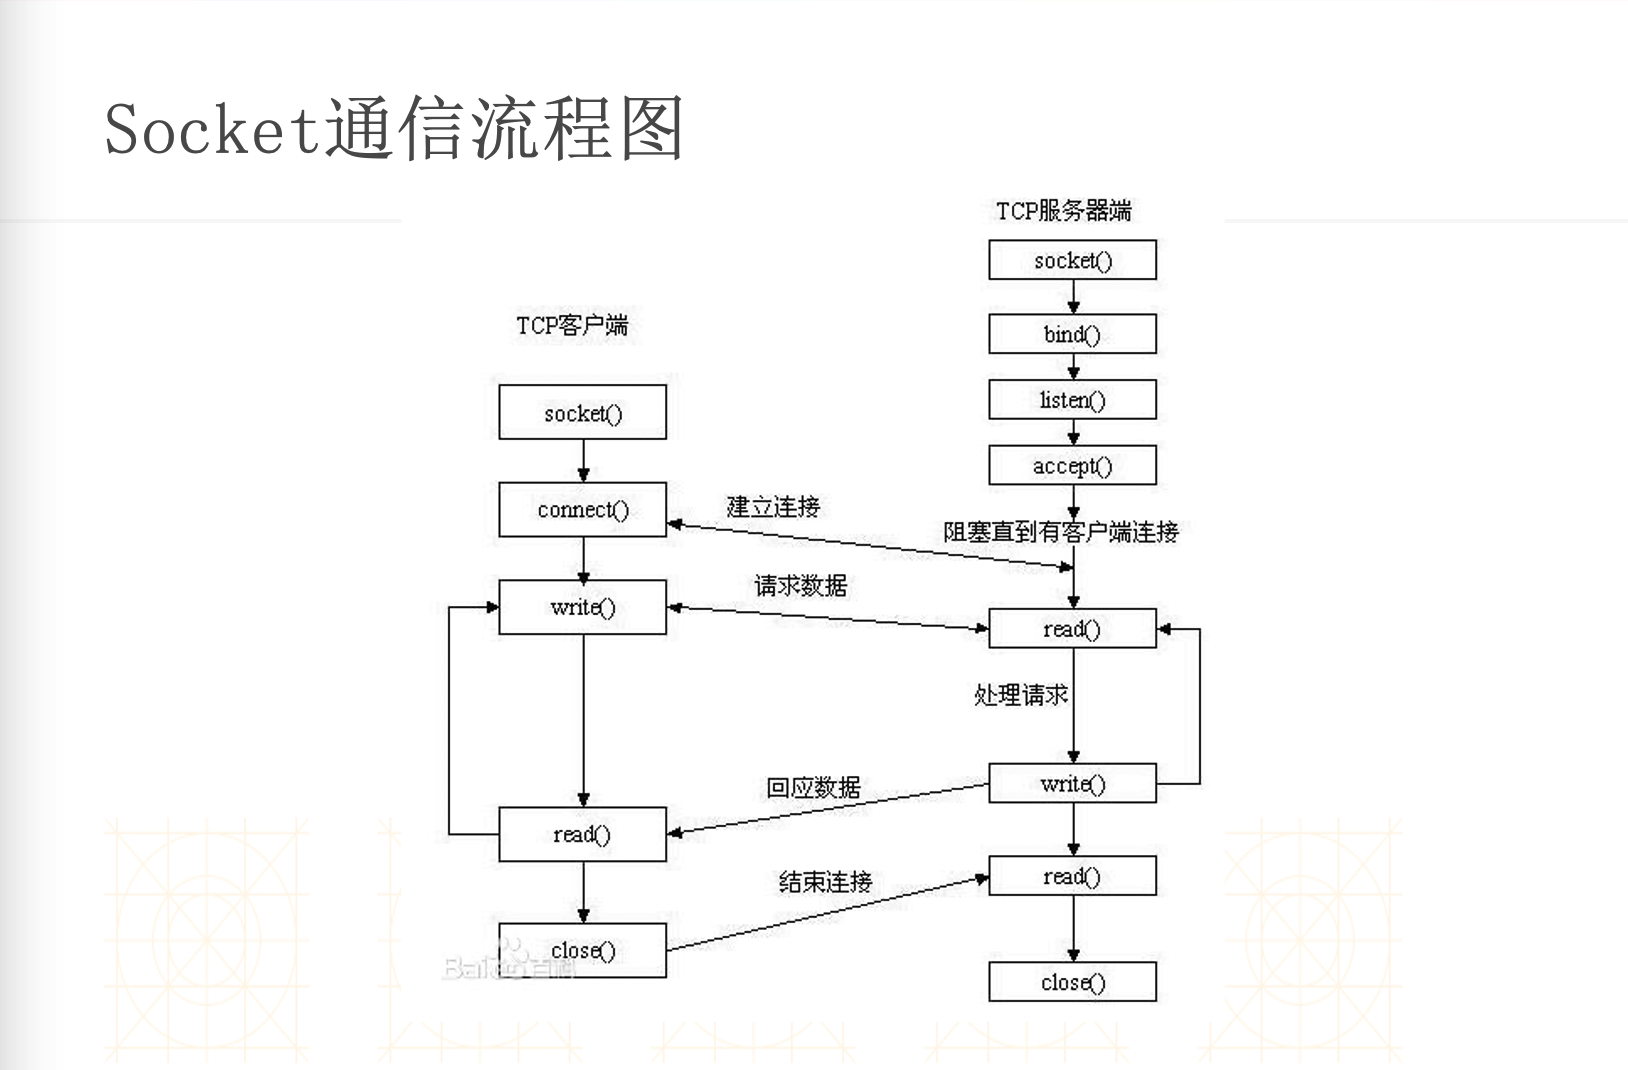 Socket通信流程图
TCP服务器端
socket()
bind()
TCP客户端
listen()
socket()
accept()
connect()
建立连接
阻塞直到有客户端连接
请求数据
write()
read()
处理请求
回应数据
write()
read()
结束连接
read()
close()
Baidu百科
close()